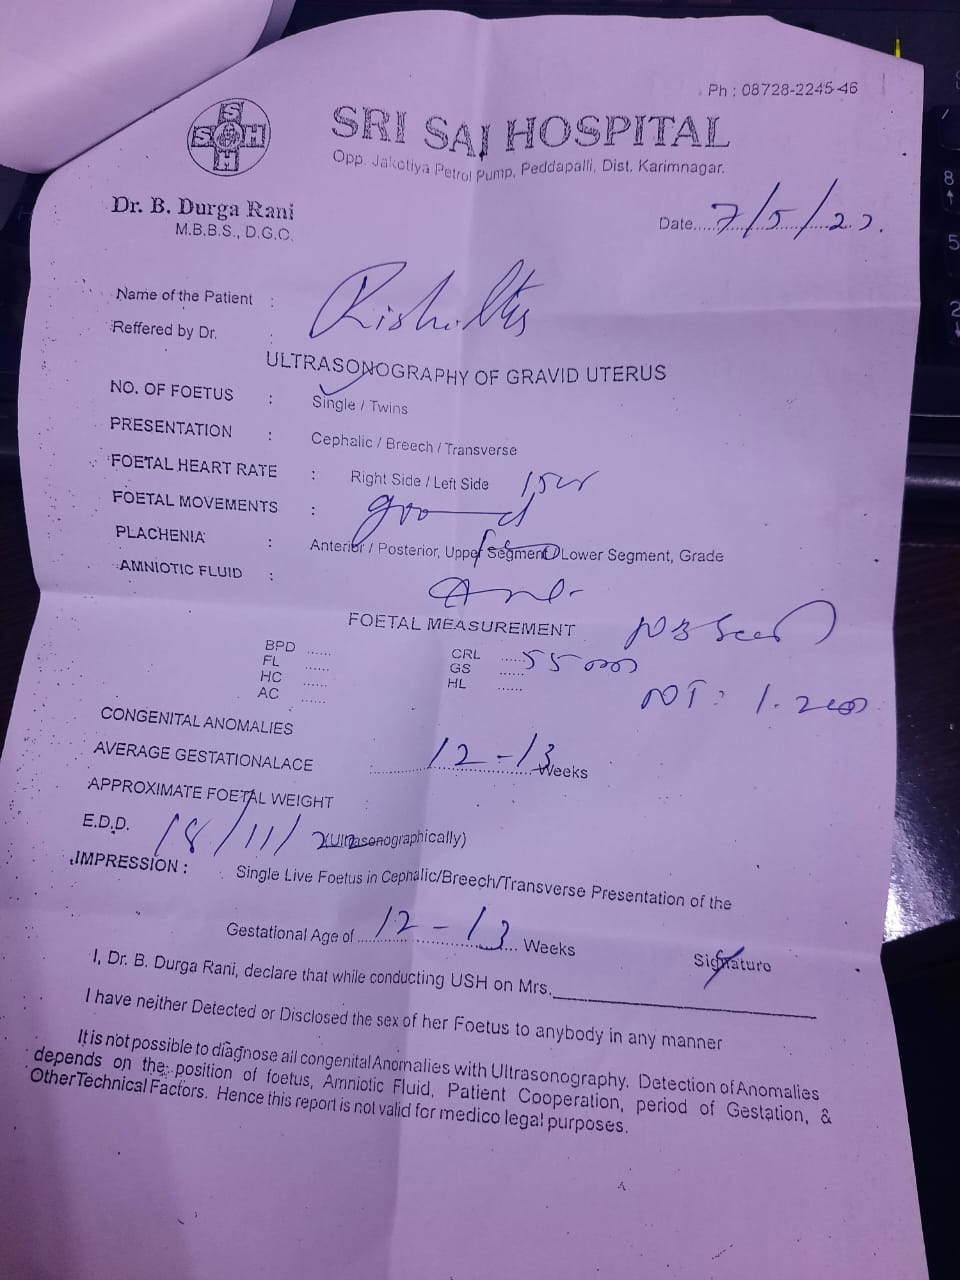 Ph : 08728-2245-46
SSHM
SRI SAI HOSPITAL
Opp. Jakotiya Petrol Pump, Peddapalli, Dist. Karimnagar.
Dr. B. Durga Rani
M.B.B.S., D.G.O.
Date....7/5/22.
Name of the Patient :
Reffered by Dr. :
ULTRASONOGRAPHY OF GRAVID UTERUS
NO. OF FOETUS : Single / Twins
PRESENTATION : Cephalic / Breech / Transverse
FOETAL HEART RATE : Right Side / Left Side
FOETAL MOVEMENTS : good
PLACHENIA : Anterior / Posterior, Upper Segment / Lower Segment, Grade
AMNIOTIC FLUID :
FOETAL MEASUREMENT NB seen
BPD ...... CRL ......55 mm
FL ...... GS ......
HC ...... HL ......
AC ...... NT: 1.2 mm
CONGENITAL ANOMALIES
AVERAGE GESTATIONALACE : 12-13 Weeks
APPROXIMATE FOETAL WEIGHT :
E.D.D. 18/11/22 (Ultrasonographically)
IMPRESSION : Single Live Foetus in Cephalic/Breech/Transverse Presentation of the
Gestational Age of 12-13 Weeks
Signature
I, Dr. B. Durga Rani, declare that while conducting USH on Mrs.
I have neither Detected or Disclosed the sex of her Foetus to anybody in any manner
It is not possible to diagnose all congenital Anomalies with Ultrasonography. Detection of Anomalies
depends on the position of foetus, Amniotic Fluid, Patient Cooperation, period of Gestation, &
Other Technical Factors. Hence this report is not valid for medico legal purposes.